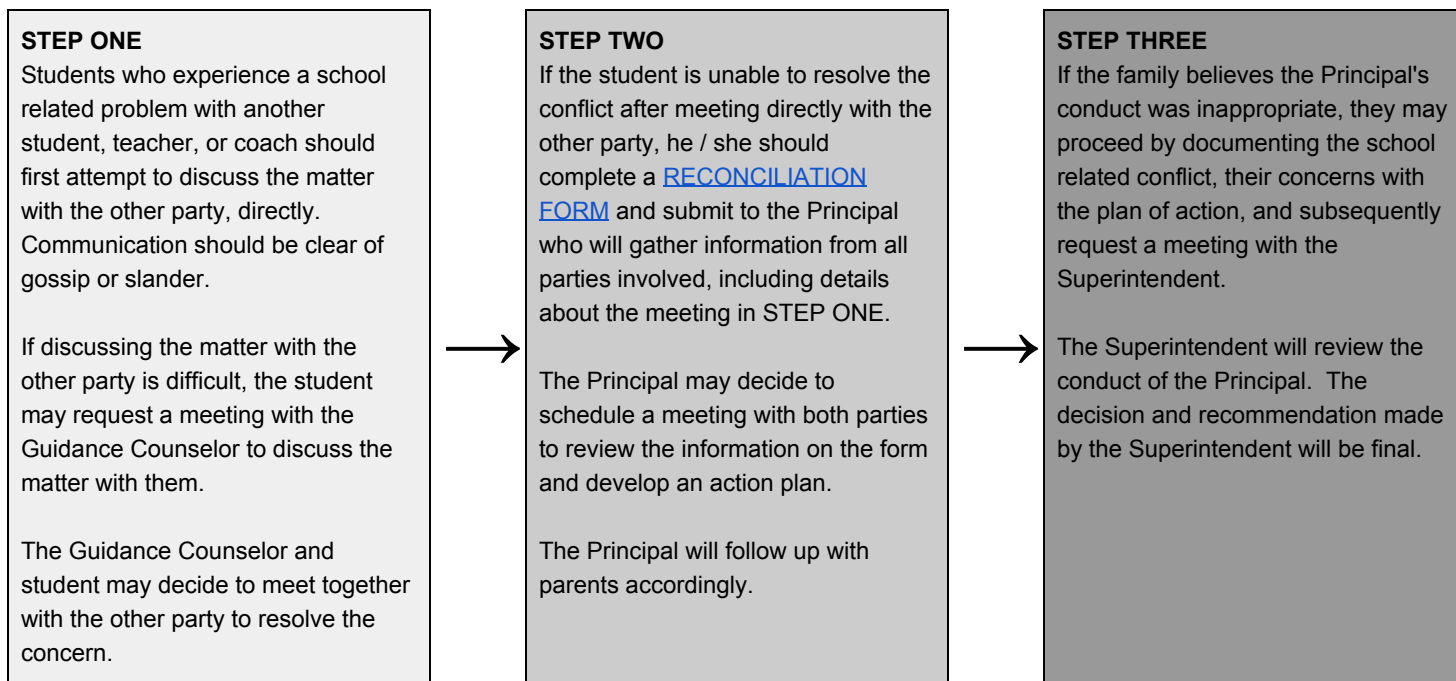 STEP ONE
Students who experience a school
related problem with another
student, teacher, or coach should
first attempt to discuss the matter
with the other party, directly.
Communication should be clear of
gossip or slander.
If discussing the matter with the
other party is difficult, the student
may request a meeting with the
Guidance Counselor to discuss the
matter with them.
The Guidance Counselor and
student may decide to meet together
with the other party to resolve the
concern.
STEP TWO
If the student is unable to resolve the
conflict after meeting directly with the
other party, he / she should
complete a RECONCILIATION
FORM and submit to the Principal
who will gather information from all
parties involved, including details
about the meeting in STEP ONE.
The Principal may decide to
schedule a meeting with both parties
to review the information on the form
and develop an action plan.
The Principal will follow up with
parents accordingly.
STEP THREE
If the family believes the Principal's
conduct was inappropriate, they may
proceed by documenting the school
related conflict, their concerns with
the plan of action, and subsequently
request a meeting with the
Superintendent.
The Superintendent will review the
conduct of the Principal.  The
decision and recommendation made
by the Superintendent will be final.